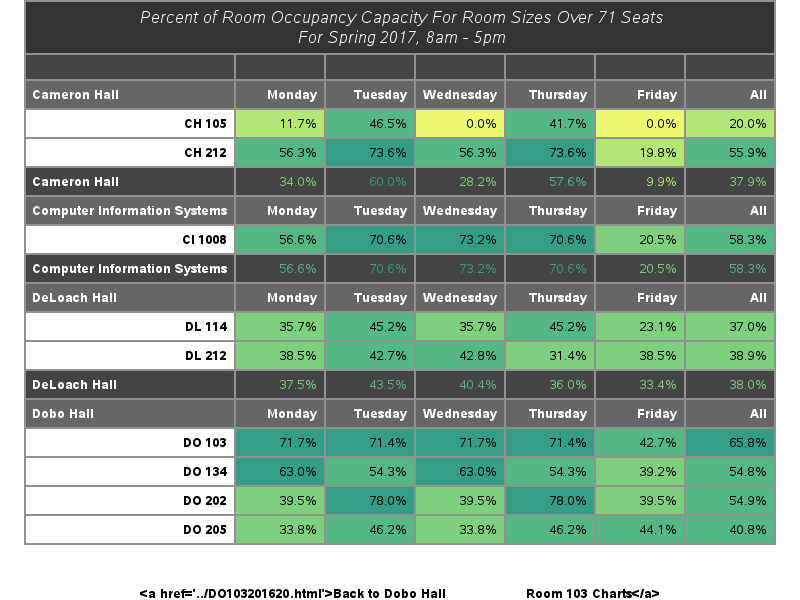 Percent of Room Occupancy Capacity For Room Sizes Over 71 Seats
For Spring 2017, 8am - 5pm
Cameron Hall Monday Tuesday Wednesday Thursday Friday All
CH 105 11.7% 46.5% 0.0% 41.7% 0.0% 20.0%
CH 212 56.3% 73.6% 56.3% 73.6% 19.8% 55.9%
Cameron Hall 34.0% 60.0% 28.2% 57.6% 9.9% 37.9%
Computer Information Systems Monday Tuesday Wednesday Thursday Friday All
CI 1008 56.6% 70.6% 73.2% 70.6% 20.5% 58.3%
Computer Information Systems 56.6% 70.6% 73.2% 70.6% 20.5% 58.3%
DeLoach Hall Monday Tuesday Wednesday Thursday Friday All
DL 114 35.7% 45.2% 35.7% 45.2% 23.1% 37.0%
DL 212 38.5% 42.7% 42.8% 31.4% 38.5% 38.9%
DeLoach Hall 37.5% 43.5% 40.4% 36.0% 33.4% 38.0%
Dobo Hall Monday Tuesday Wednesday Thursday Friday All
DO 103 71.7% 71.4% 71.7% 71.4% 42.7% 65.8%
DO 134 63.0% 54.3% 63.0% 54.3% 39.2% 54.8%
DO 202 39.5% 78.0% 39.5% 78.0% 39.5% 54.9%
DO 205 33.8% 46.2% 33.8% 46.2% 44.1% 40.8%
<a href='../DO103201620.html'>Back to Dobo Hall Room 103 Charts</a>